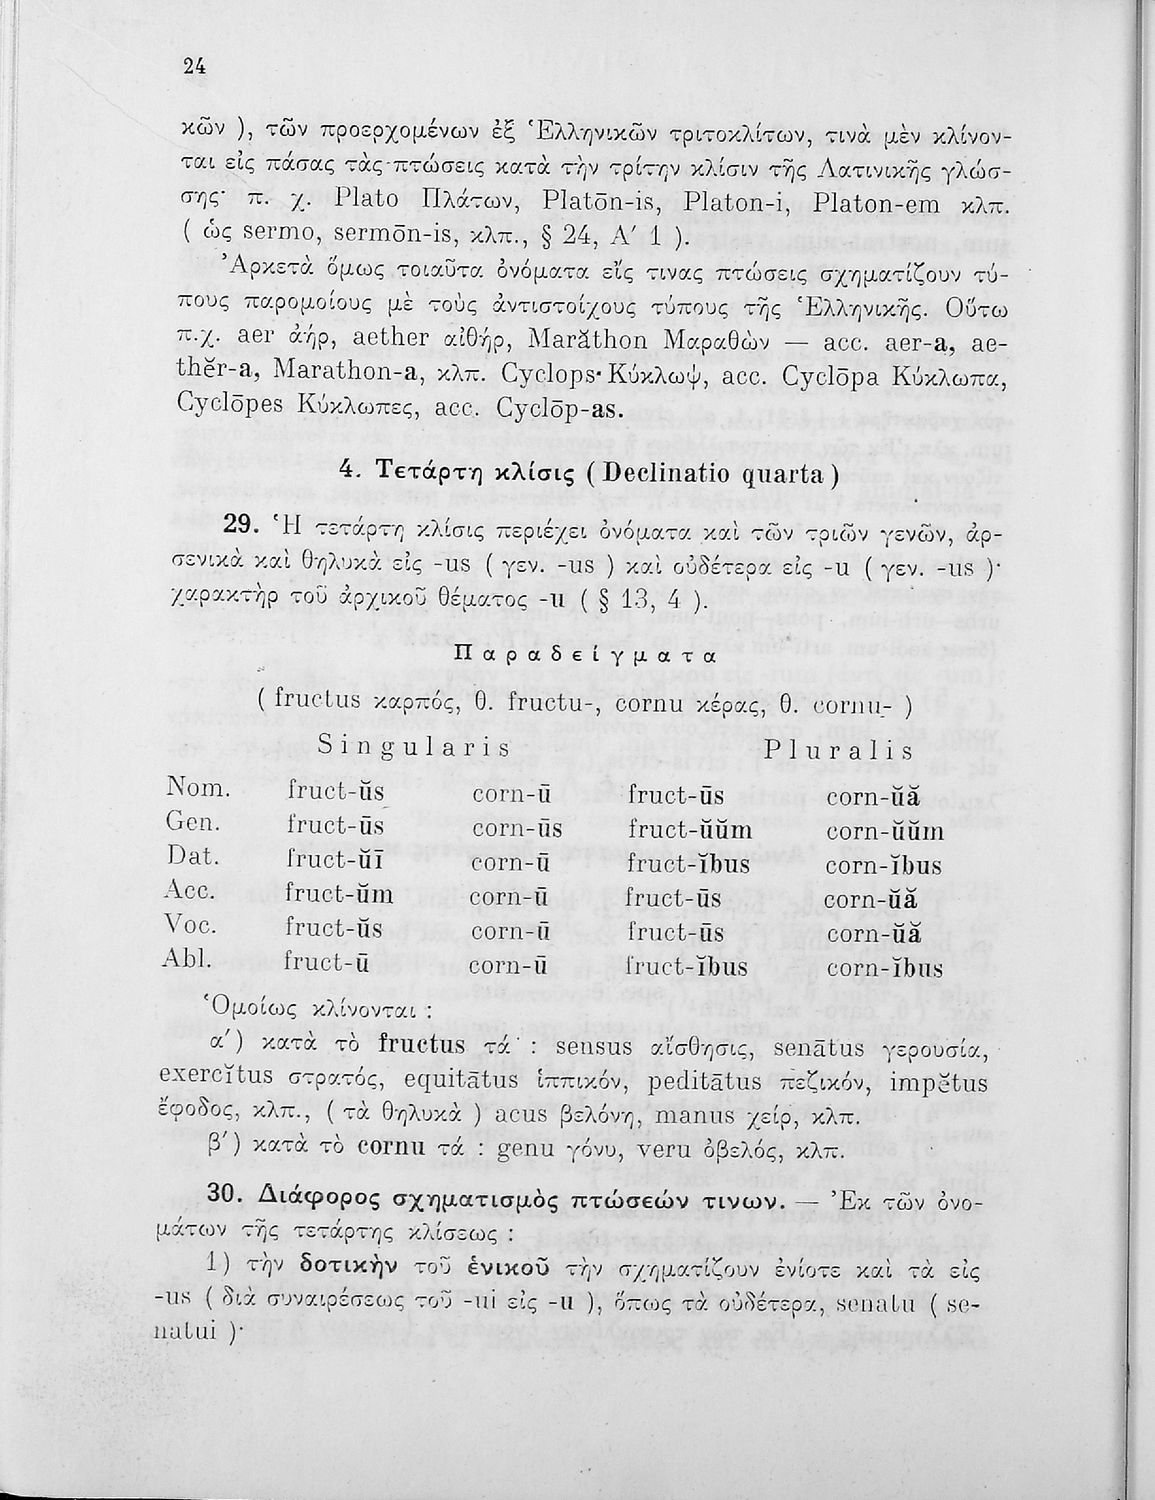 24
κῶν ), τῶν προερχομένων ἐξ Ἑλληνικῶν τριτοκλίτων, τινὰ μὲν κλίνον-
ται εἰς πάσας τὰς πτώσεις κατὰ τὴν τρίτην κλίσιν τῆς Λατινικῆς γλώσ-
σης· π. χ. Plato Πλάτων, Platōn-is, Platon-i, Platon-em κλπ.
( ὡς sermo, sermōn-is, κλπ., § 24, Α′ 1 ).
Ἀρκετὰ ὅμως τοιαῦτα ὀνόματα εἴς τινας πτώσεις σχηματίζουν τύ-
πους παρομοίους μὲ τοὺς ἀντιστοίχους τύπους τῆς Ἑλληνικῆς. Οὕτω
π.χ. aer ἀήρ, aether αἰθήρ, Marăthon Μαραθὼν — acc. aer-a, ae-
thĕr-a, Marathon-a, κλπ. Cyclops Κύκλωψ, acc. Cyclōpa Κύκλωπα,
Cyclōpes Κύκλωπες, acc. Cyclōp-as.
4. Τετάρτη κλίσις ( Declinatio quarta )
29. Ἡ τετάρτη κλίσις περιέχει ὀνόματα καὶ τῶν τριῶν γενῶν, ἀρ-
σενικὰ καὶ θηλυκὰ εἰς -us ( γεν. -us ) καὶ οὐδέτερα εἰς -u ( γεν. -us )·
χαρακτὴρ τοῦ ἀρχικοῦ θέματος -u ( § 13, 4 ).
Παραδείγματα
( fructus καρπός, θ. fructu-, cornu κέρας, θ. cornu- )
Singularis Pluralis
Nom. fruct-ŭs corn-ū fruct-ūs corn-ŭă
Gen. fruct-ūs corn-ūs fruct-ŭŭm corn-ŭŭm
Dat. fruct-ŭī corn-ū fruct-ĭbus corn-ĭbus
Acc. fruct-ŭm corn-ū fruct-ūs corn-ŭă
Voc. fruct-ŭs corn-ū fruct-ūs corn-ŭă
Abl. fruct-ū corn-ū fruct-ĭbus corn-ĭbus
Ὁμοίως κλίνονται :
α′) κατὰ τὸ fructus τά : sensus αἴσθησις, senātus γερουσία,
exercĭtus στρατός, equitātus ἱππικόν, peditātus πεζικόν, impĕtus
ἔφοδος, κλπ., ( τὰ θηλυκὰ ) acus βελόνη, manus χείρ, κλπ.
β′) κατὰ τὸ cornu τά : genu γόνυ, veru ὀβελός, κλπ.
30. Διάφορος σχηματισμὸς πτώσεών τινων. — Ἐκ τῶν ὀνο-
μάτων τῆς τετάρτης κλίσεως :
1) τὴν δοτικὴν τοῦ ἑνικοῦ τὴν σχηματίζουν ἐνίοτε καὶ τὰ εἰς
-us ( διὰ συναιρέσεως τοῦ -ui εἰς -u ), ὅπως τὰ οὐδέτερα, senatu ( se-
natui )·